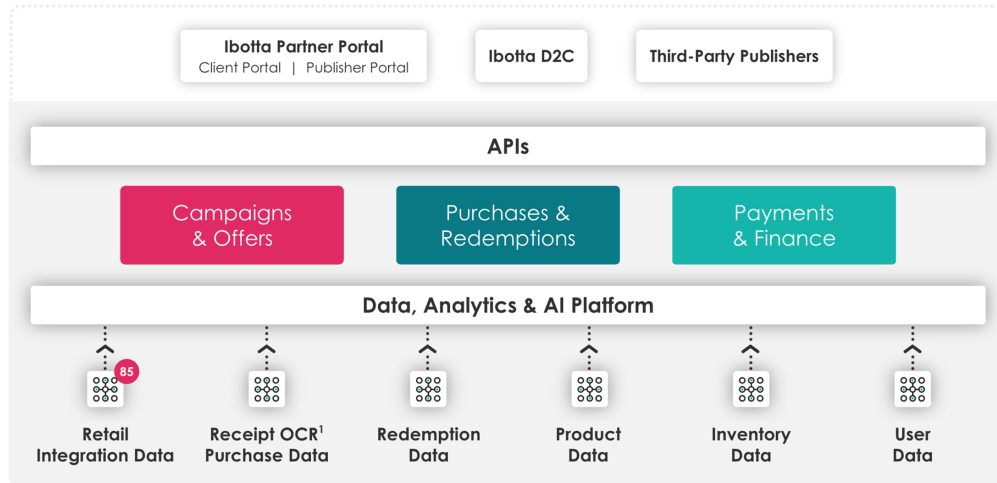 Ibotta Partner Portal
Client Portal | Publisher Portal
Ibotta D2C
Third-Party Publishers
APIs
Campaigns
& Offers
Purchases &
Redemptions
Payments
& Finance
Data, Analytics & AI Platform
85
Retail
Integration Data
Receipt OCR¹
Purchase Data
Redemption
Data
Product
Data
Inventory
Data
User
Data